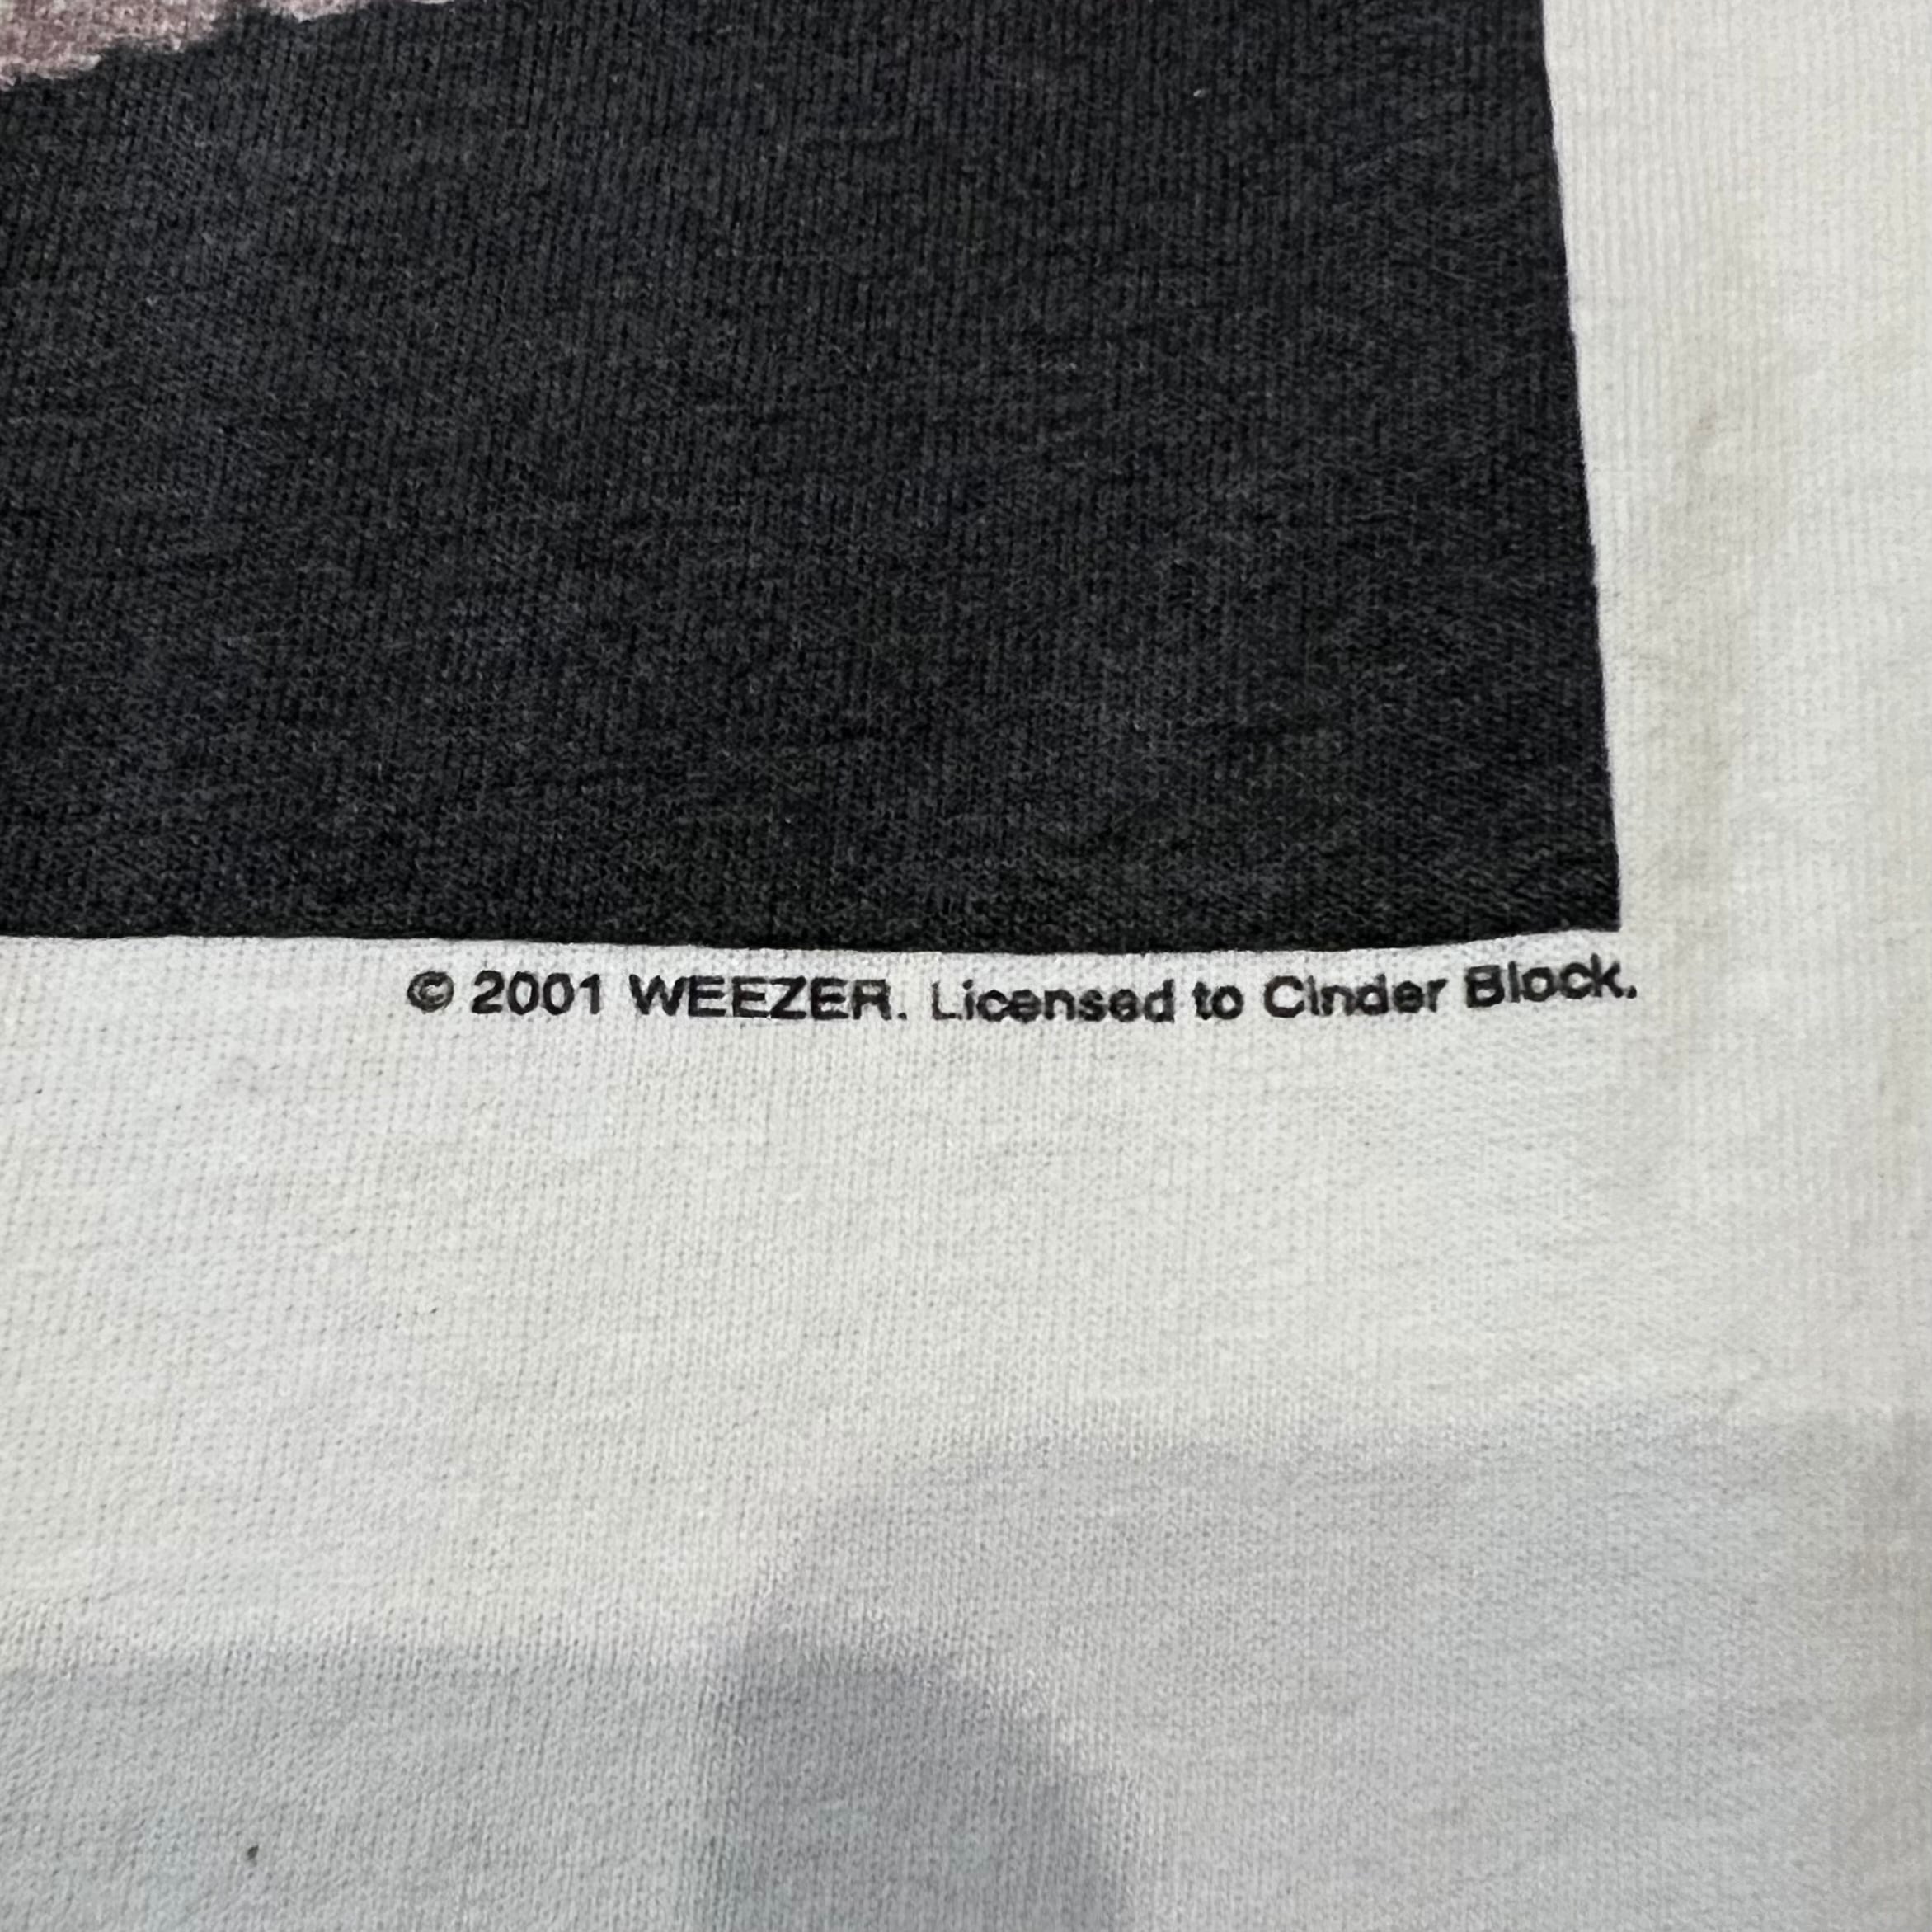 © 2001 WEEZER. Licensed to Cinder Block.